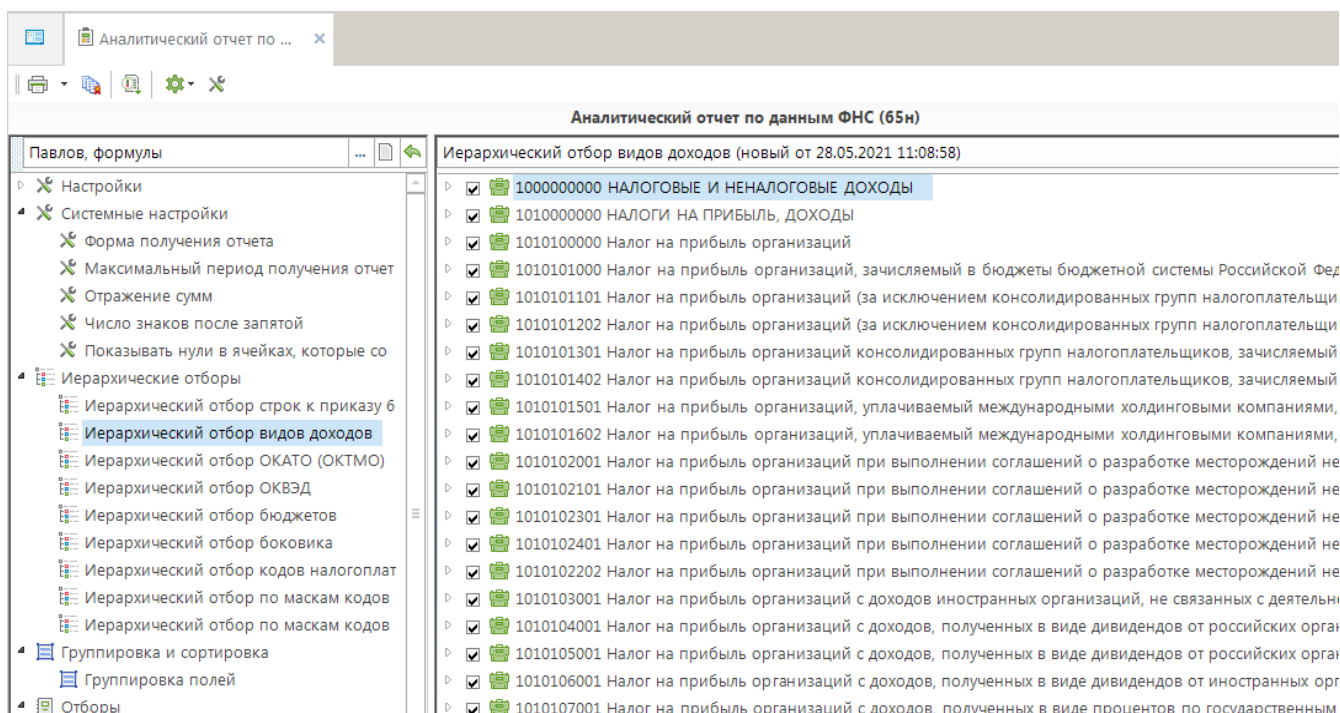 Аналитический отчет по ...
Аналитический отчет по данным ФНС (65н)
Павлов, формулы
...
Настройки
Системные настройки
Форма получения отчета
Максимальный период получения отчет
Отражение сумм
Число знаков после запятой
Показывать нули в ячейках, которые со
Иерархические отборы
Иерархический отбор строк к приказу 6
Иерархический отбор видов доходов
Иерархический отбор ОКАТО (ОКТМО)
Иерархический отбор ОКВЭД
Иерархический отбор бюджетов
Иерархический отбор боковика
Иерархический отбор кодов налогоплат
Иерархический отбор по маскам кодов
Иерархический отбор по маскам кодов
Группировка и сортировка
Группировка полей
Отборы
Иерархический отбор видов доходов (новый от 28.05.2021 11:08:58)
1000000000 НАЛОГОВЫЕ И НЕНАЛОГОВЫЕ ДОХОДЫ
1010000000 НАЛОГИ НА ПРИБЫЛЬ, ДОХОДЫ
1010100000 Налог на прибыль организаций
1010101000 Налог на прибыль организаций, зачисляемый в бюджеты бюджетной системы Российской Фед
1010101101 Налог на прибыль организаций (за исключением консолидированных групп налогоплательщи
1010101202 Налог на прибыль организаций (за исключением консолидированных групп налогоплательщи
1010101301 Налог на прибыль организаций консолидированных групп налогоплательщиков, зачисляемый
1010101402 Налог на прибыль организаций консолидированных групп налогоплательщиков, зачисляемый
1010101501 Налог на прибыль организаций, уплачиваемый международными холдинговыми компаниями,
1010101602 Налог на прибыль организаций, уплачиваемый международными холдинговыми компаниями,
1010102001 Налог на прибыль организаций при выполнении соглашений о разработке месторождений не
1010102101 Налог на прибыль организаций при выполнении соглашений о разработке месторождений не
1010102301 Налог на прибыль организаций при выполнении соглашений о разработке месторождений не
1010102401 Налог на прибыль организаций при выполнении соглашений о разработке месторождений не
1010102202 Налог на прибыль организаций при выполнении соглашений о разработке месторождений не
1010103001 Налог на прибыль организаций с доходов иностранных организаций, не связанных с деятельно
1010104001 Налог на прибыль организаций с доходов, полученных в виде дивидендов от российских орган
1010105001 Налог на прибыль организаций с доходов, полученных в виде дивидендов от российских орган
1010106001 Налог на прибыль организаций с доходов, полученных в виде дивидендов от иностранных орг
1010107001 Налог на прибыль организаций с доходов, полученных в виде процентов по государственным